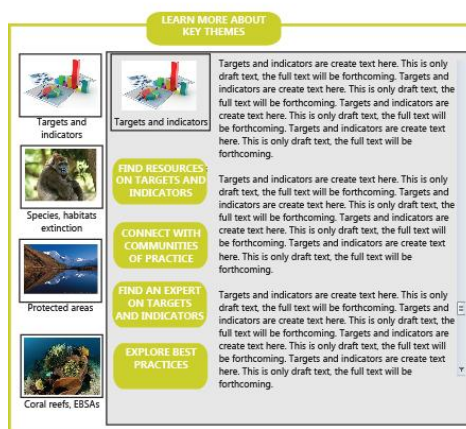 LEARN MORE ABOUT
KEY THEMES
Targets and
indicators
Species, habitats
extinction
Protected areas
Coral reefs, EBSAs
Targets and indicators
FIND RESOURCES
ON TARGETS AND
INDICATORS
CONNECT WITH
COMMUNITIES
OF PRACTICE
FIND AN EXPERT
ON TARGETS
AND INDICATORS
EXPLORE BEST
PRACTICES
Targets and indicators are create text here. This is only
draft text, the full text will be forthcoming. Targets and
indicators are create text here. This is only draft text, the
full text will be forthcoming. Targets and indicators are
create text here. This is only draft text, the full text will
be forthcoming. Targets and indicators are create text
here. This is only draft text, the full text will be
forthcoming.
Targets and indicators are create text here. This is only
draft text, the full text will be forthcoming. Targets and
indicators are create text here. This is only draft text, the
full text will be forthcoming. Targets and indicators are
create text here. This is only draft text, the full text will
be forthcoming. Targets and indicators are create text
here. This is only draft text, the full text will be
forthcoming.
Targets and indicators are create text here. This is only
draft text, the full text will be forthcoming. Targets and
indicators are create text here. This is only draft text, the
full text will be forthcoming. Targets and indicators are
create text here. This is only draft text, the full text will
be forthcoming. Targets and indicators are create text
here. This is only draft text, the full text will be
forthcoming.